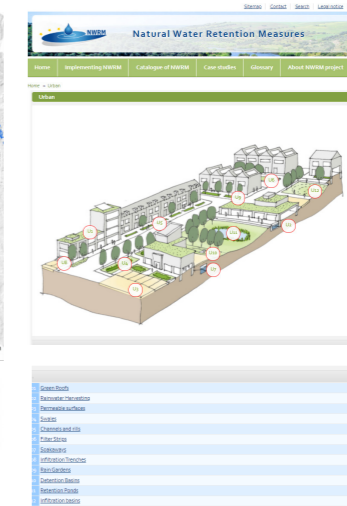 Sitemap Contact Search Legal notice
NWRM
Natural Water Retention Measures
Home Implementing NWRM Catalogue of NWRM Case studies Glossary About NWRM project
Home » Urban
Urban
Green Roofs
Rainwater Harvesting
Permeable surfaces
Swales
Channels and rills
Filter Strips
Soakaways
Infiltration Trenches
Rain Gardens
Detention Basins
Retention Ponds
Infiltration basins